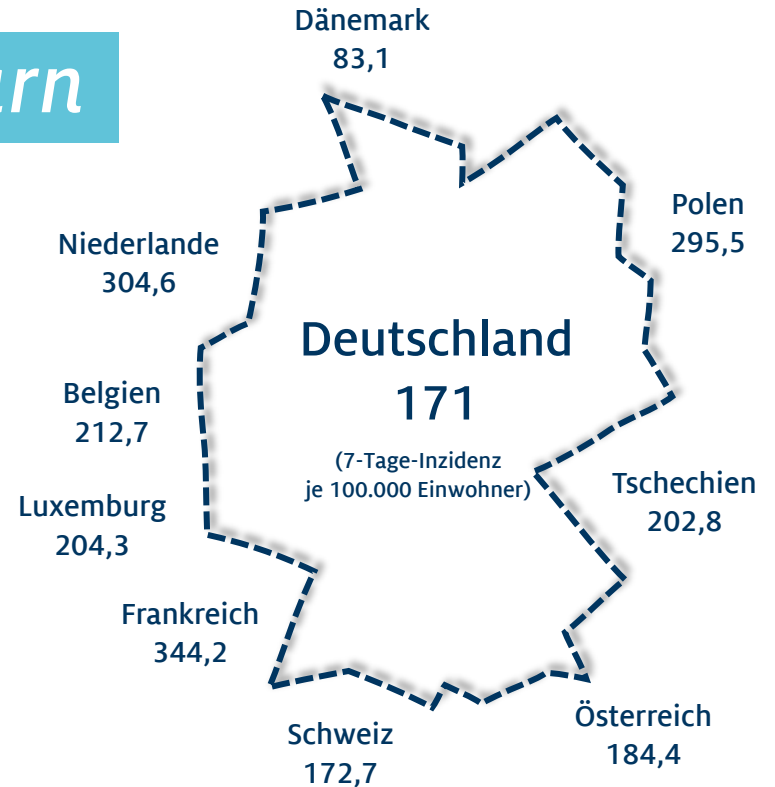 Dänemark
83,1
Polen
295,5
Niederlande
304,6
Deutschland
171
(7-Tage-Inzidenz
je 100.000 Einwohner)
Belgien
212,7
Tschechien
202,8
Luxemburg
204,3
Frankreich
344,2
Österreich
184,4
Schweiz
172,7